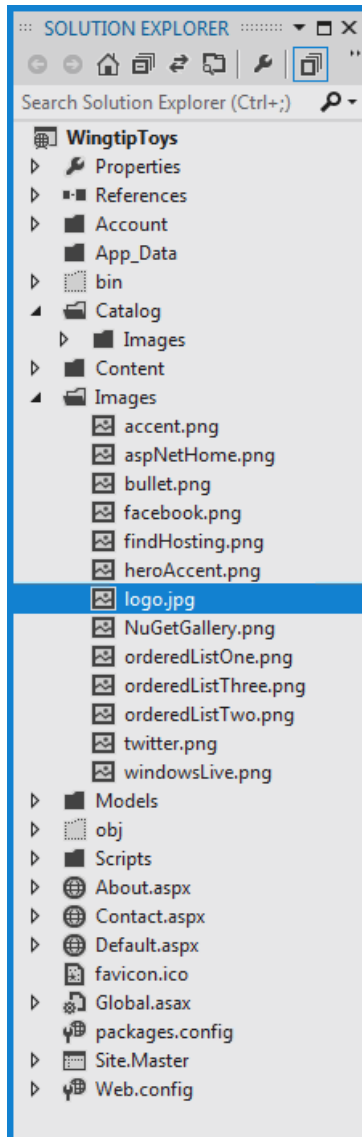 SOLUTION EXPLORER
Search Solution Explorer (Ctrl+;)
WingtipToys
Properties
References
Account
App_Data
bin
Catalog
Images
Content
Images
accent.png
aspNetHome.png
bullet.png
facebook.png
findHosting.png
heroAccent.png
logo.jpg
NuGetGallery.png
orderedListOne.png
orderedListThree.png
orderedListTwo.png
twitter.png
windowsLive.png
Models
obj
Scripts
About.aspx
Contact.aspx
Default.aspx
favicon.ico
Global.asax
packages.config
Site.Master
Web.config